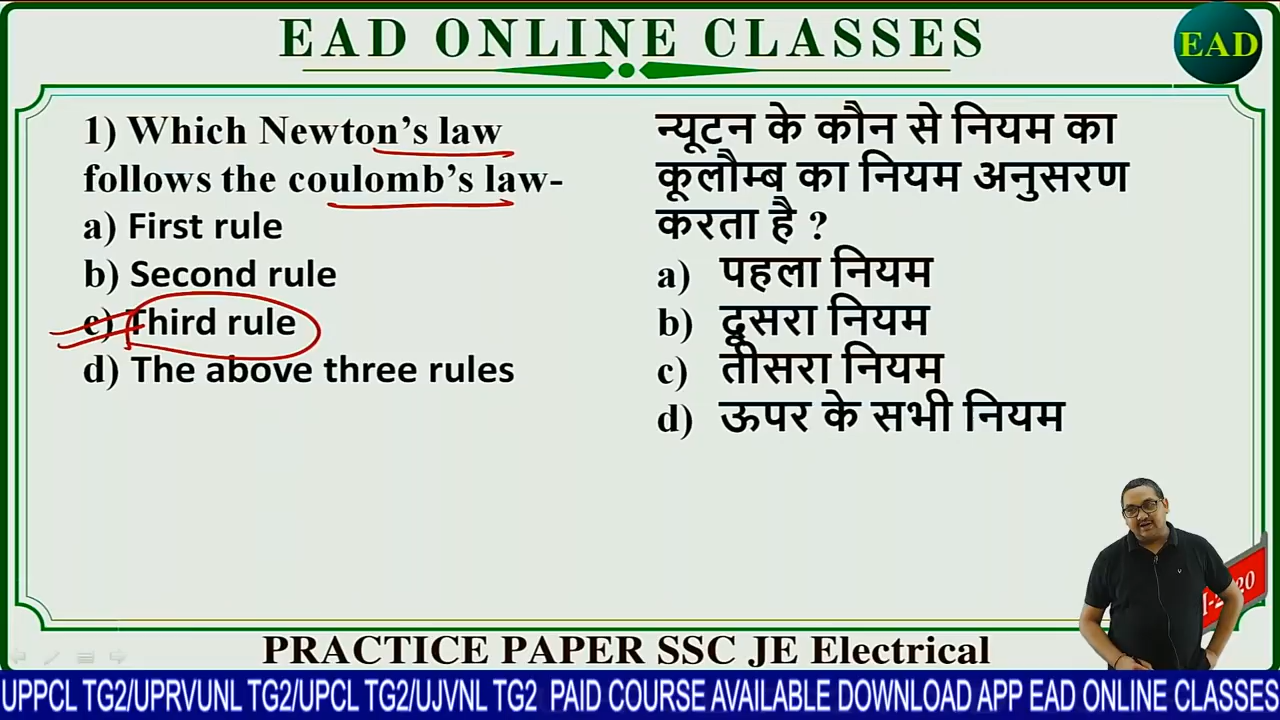 EAD ONLINE CLASSES
EAD
1) Which Newton's law
follows the coulomb's law-
a) First rule
b) Second rule
c) Third rule
d) The above three rules
न्यूटन के कौन से नियम का
कूलौम्ब का नियम अनुसरण
करता है ?
a) पहला नियम
b) दूसरा नियम
c) तीसरा नियम
d) ऊपर के सभी नियम
PRACTICE PAPER SSC JE Electrical
UPPCL TG2/UPRVUNL TG2/UPCL TG2/UJVNL TG2 PAID COURSE AVAILABLE DOWNLOAD APP EAD ONLINE CLASSES